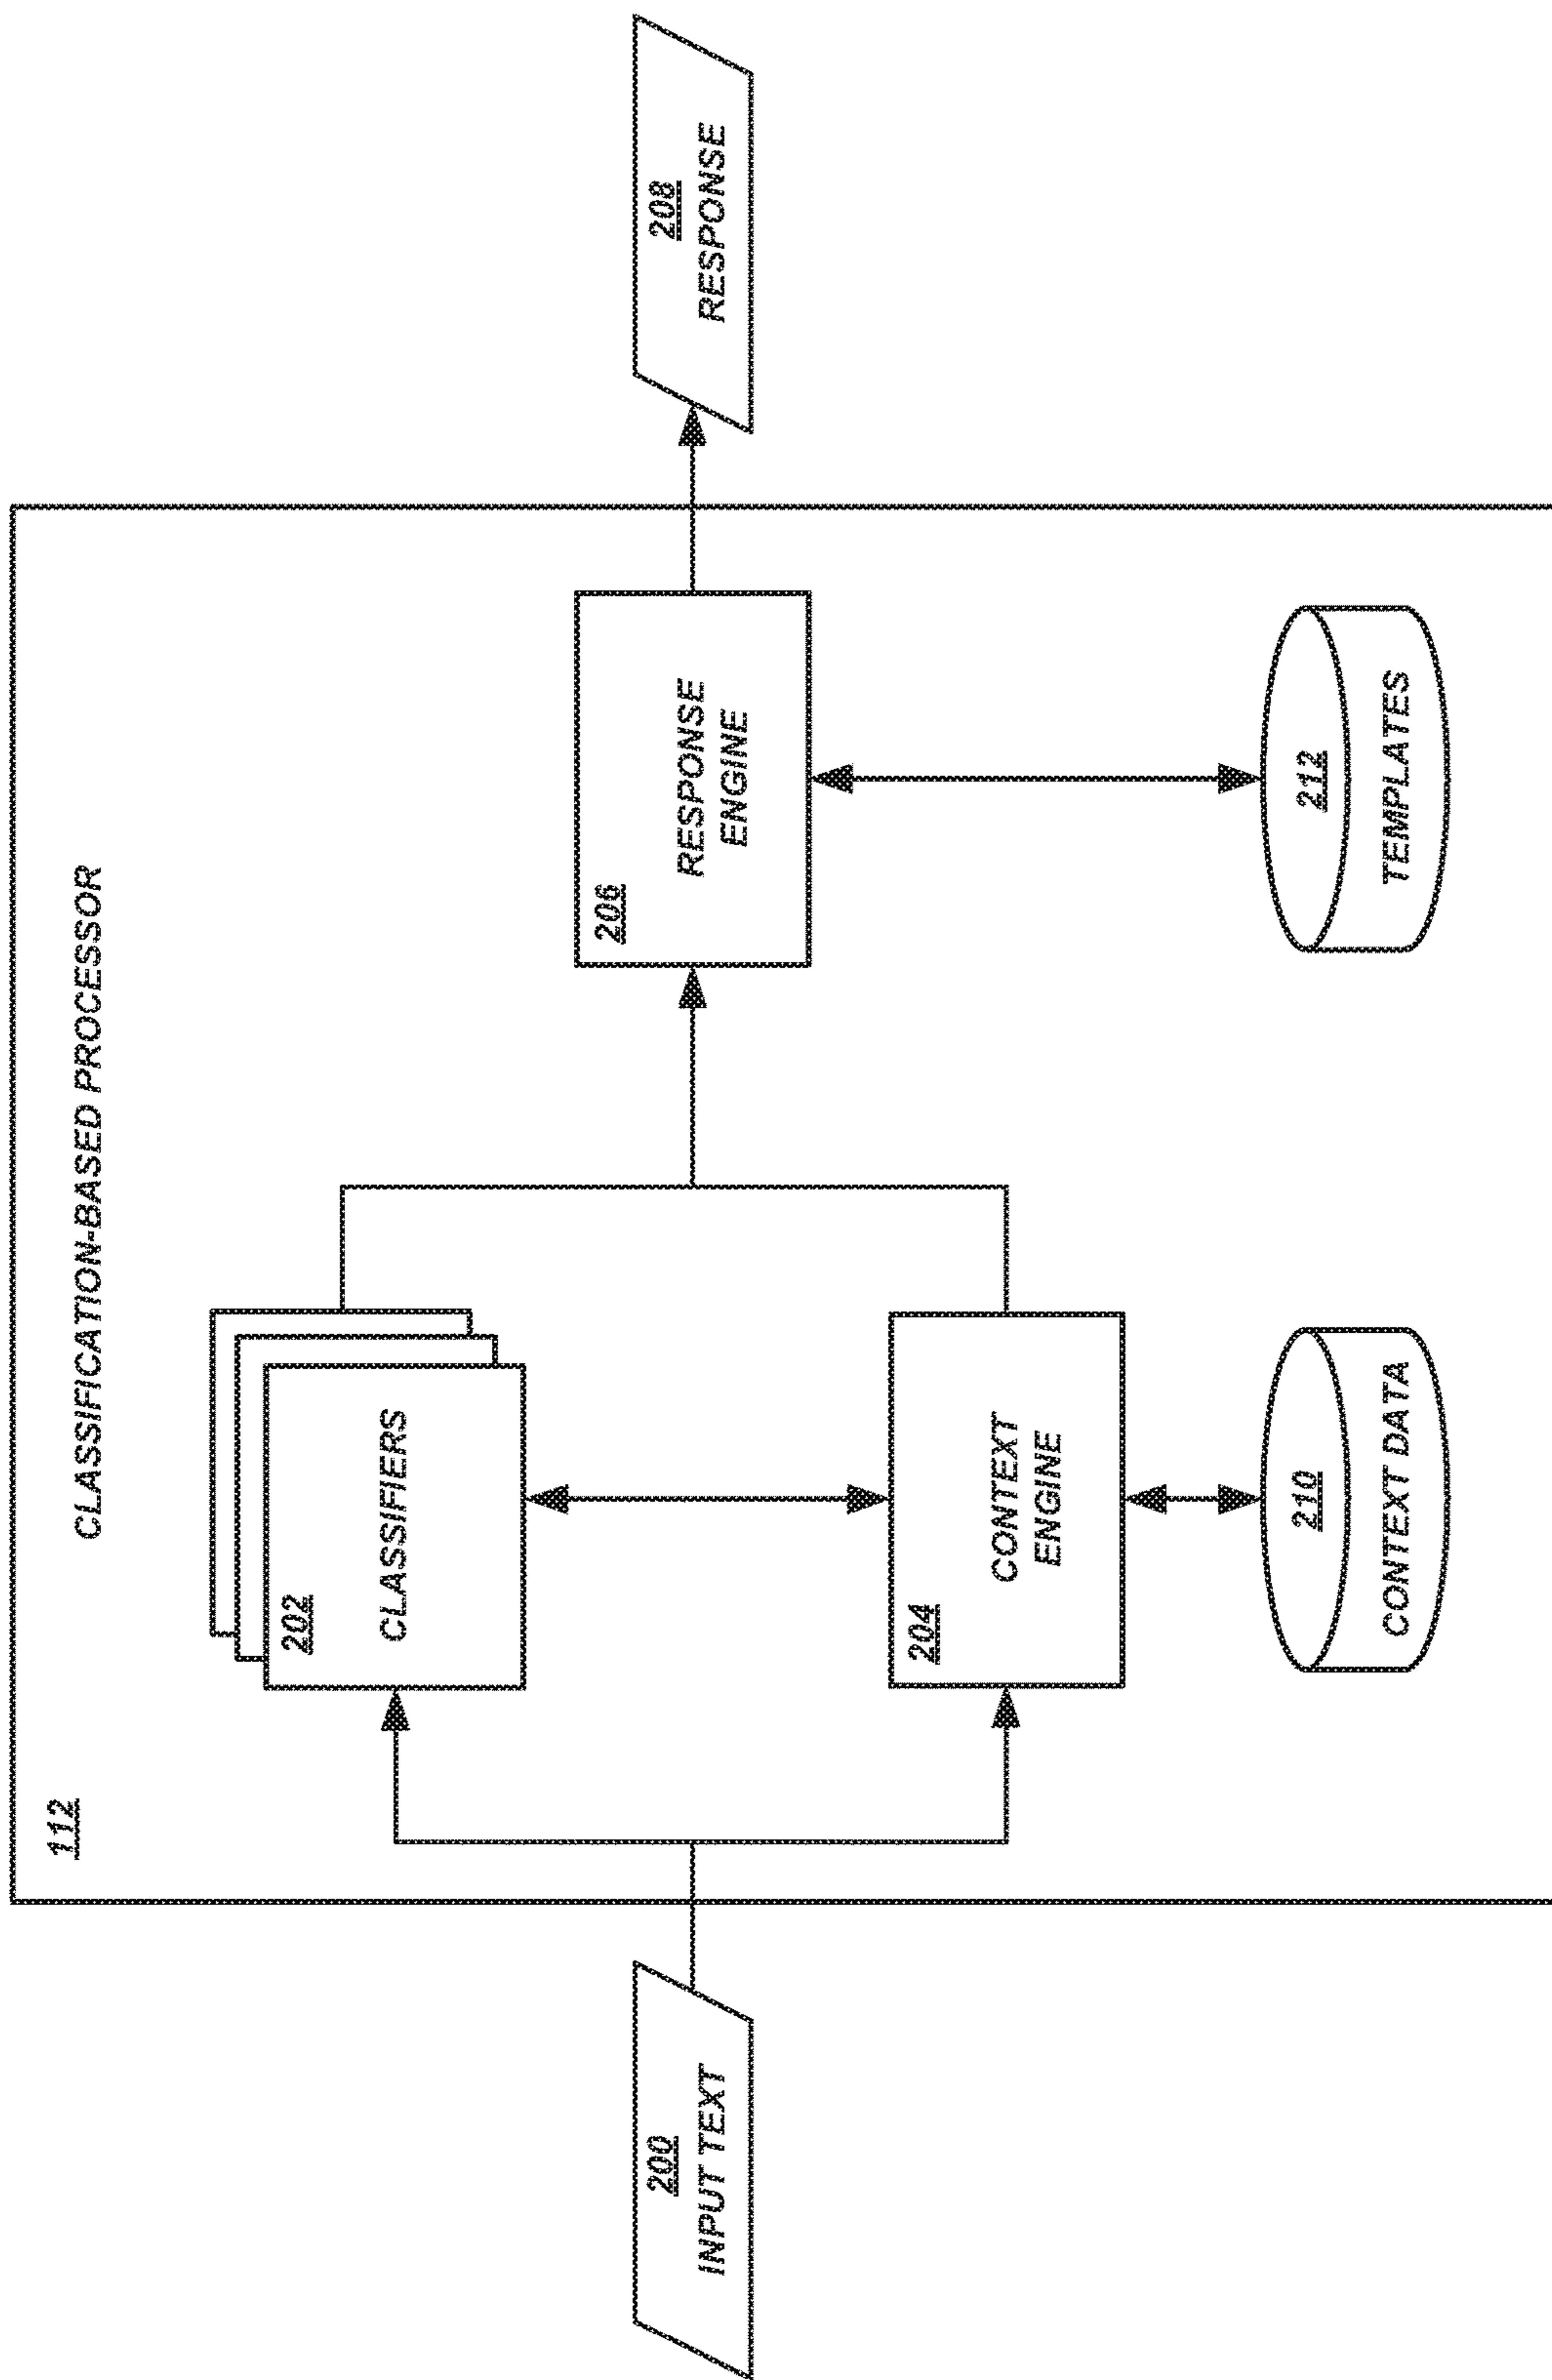 112
CLASSIFICATION-BASED PROCESSOR
200
INPUT TEXT
202
CLASSIFIERS
204
CONTEXT
ENGINE
210
CONTEXT DATA
206
RESPONSE
ENGINE
212
TEMPLATES
208
RESPONSE